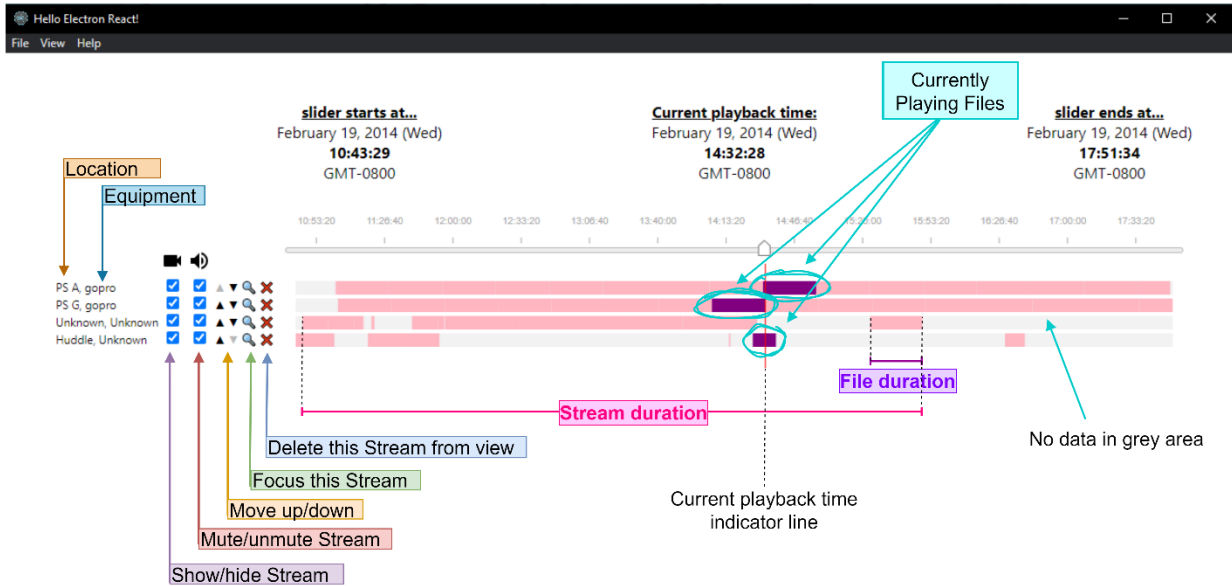 Hello Electron React!
File View Help
Currently
Playing Files
slider starts at...
February 19, 2014 (Wed)
10:43:29
GMT-0800
Current playback time:
February 19, 2014 (Wed)
14:32:28
GMT-0800
slider ends at...
February 19, 2014 (Wed)
17:51:34
GMT-0800
Location
Equipment
10:53:20 11:26:40 12:00:00 12:33:20 13:06:40 13:40:00 14:13:20 14:46:40 15:20:00 15:53:20 16:26:40 17:00:00 17:33:20
PS A, gopro
PS G, gopro
Unknown, Unknown
Huddle, Unknown
File duration
Stream duration
No data in grey area
Delete this Stream from view
Focus this Stream
Current playback time
indicator line
Move up/down
Mute/unmute Stream
Show/hide Stream